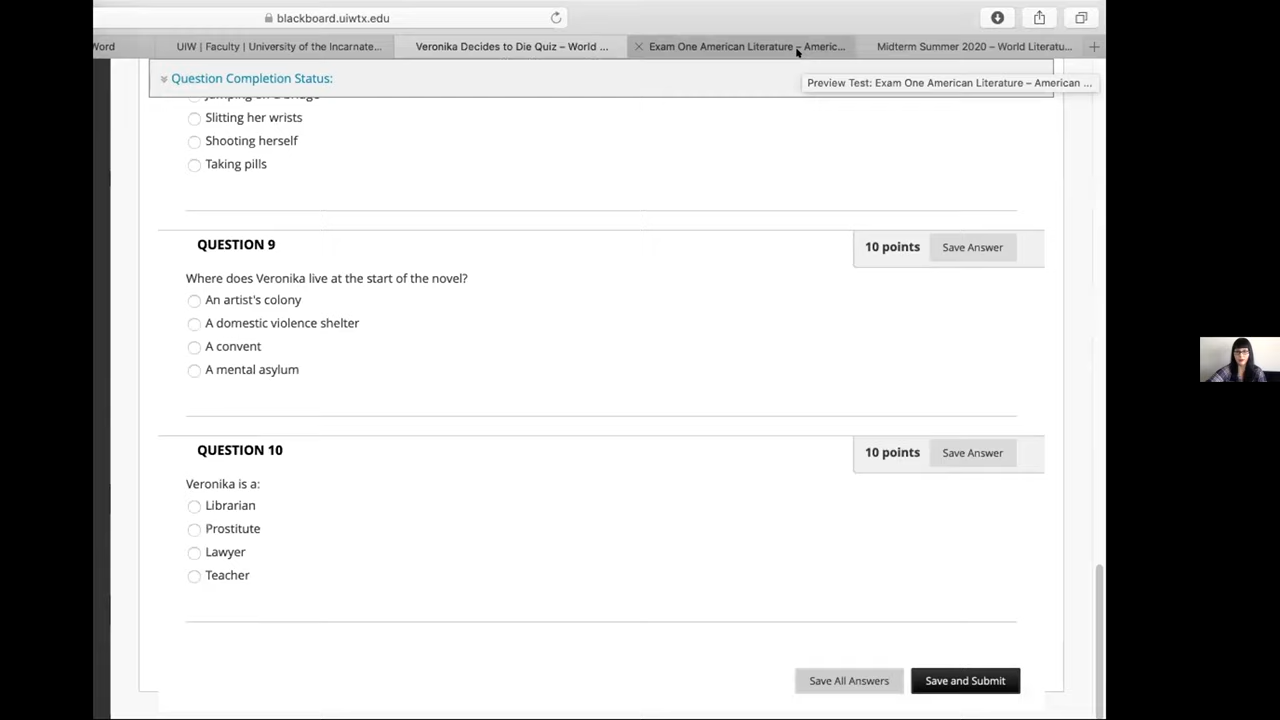 blackboard.uiwtx.edu
Word
UIW | Faculty | University of the Incarnate...
Veronika Decides to Die Quiz – World ...
Exam One American Literature – Americ...
Midterm Summer 2020 – World Literatu...
Question Completion Status:
Preview Test: Exam One American Literature – American ...
Slitting her wrists
Shooting herself
Taking pills
QUESTION 9
10 points
Save Answer
Where does Veronika live at the start of the novel?
An artist's colony
A domestic violence shelter
A convent
A mental asylum
QUESTION 10
10 points
Save Answer
Veronika is a:
Librarian
Prostitute
Lawyer
Teacher
Save All Answers
Save and Submit